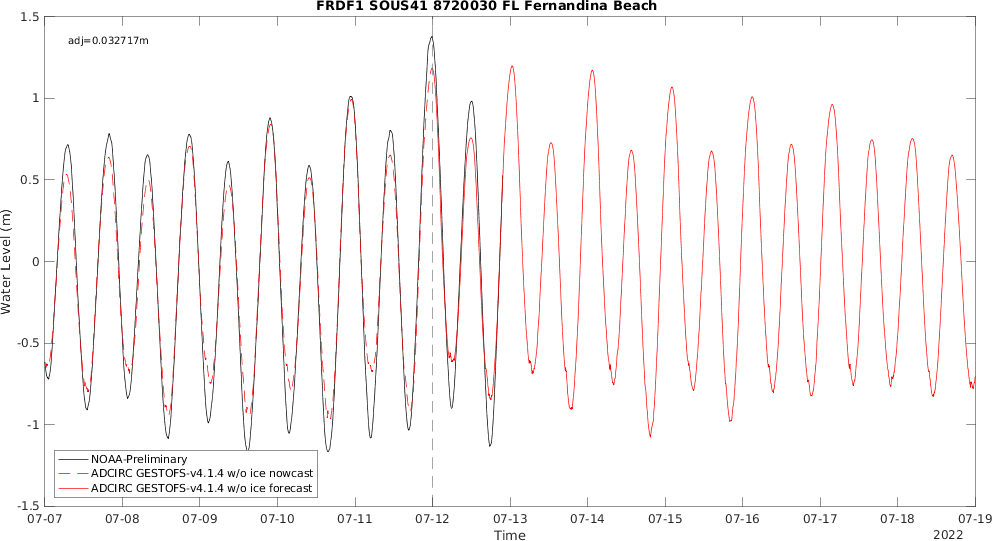 FRDF1 SOUS41 8720030 FL Fernandina Beach
adj=0.032717m
1.5
1
0.5
0
-0.5
-1
-1.5
Water Level (m)
NOAA-Preliminary
ADCIRC GESTOFS-v4.1.4 w/o ice nowcast
ADCIRC GESTOFS-v4.1.4 w/o ice forecast
07-07 07-08 07-09 07-10 07-11 07-12 07-13 07-14 07-15 07-16 07-17 07-18 07-19
Time
2022